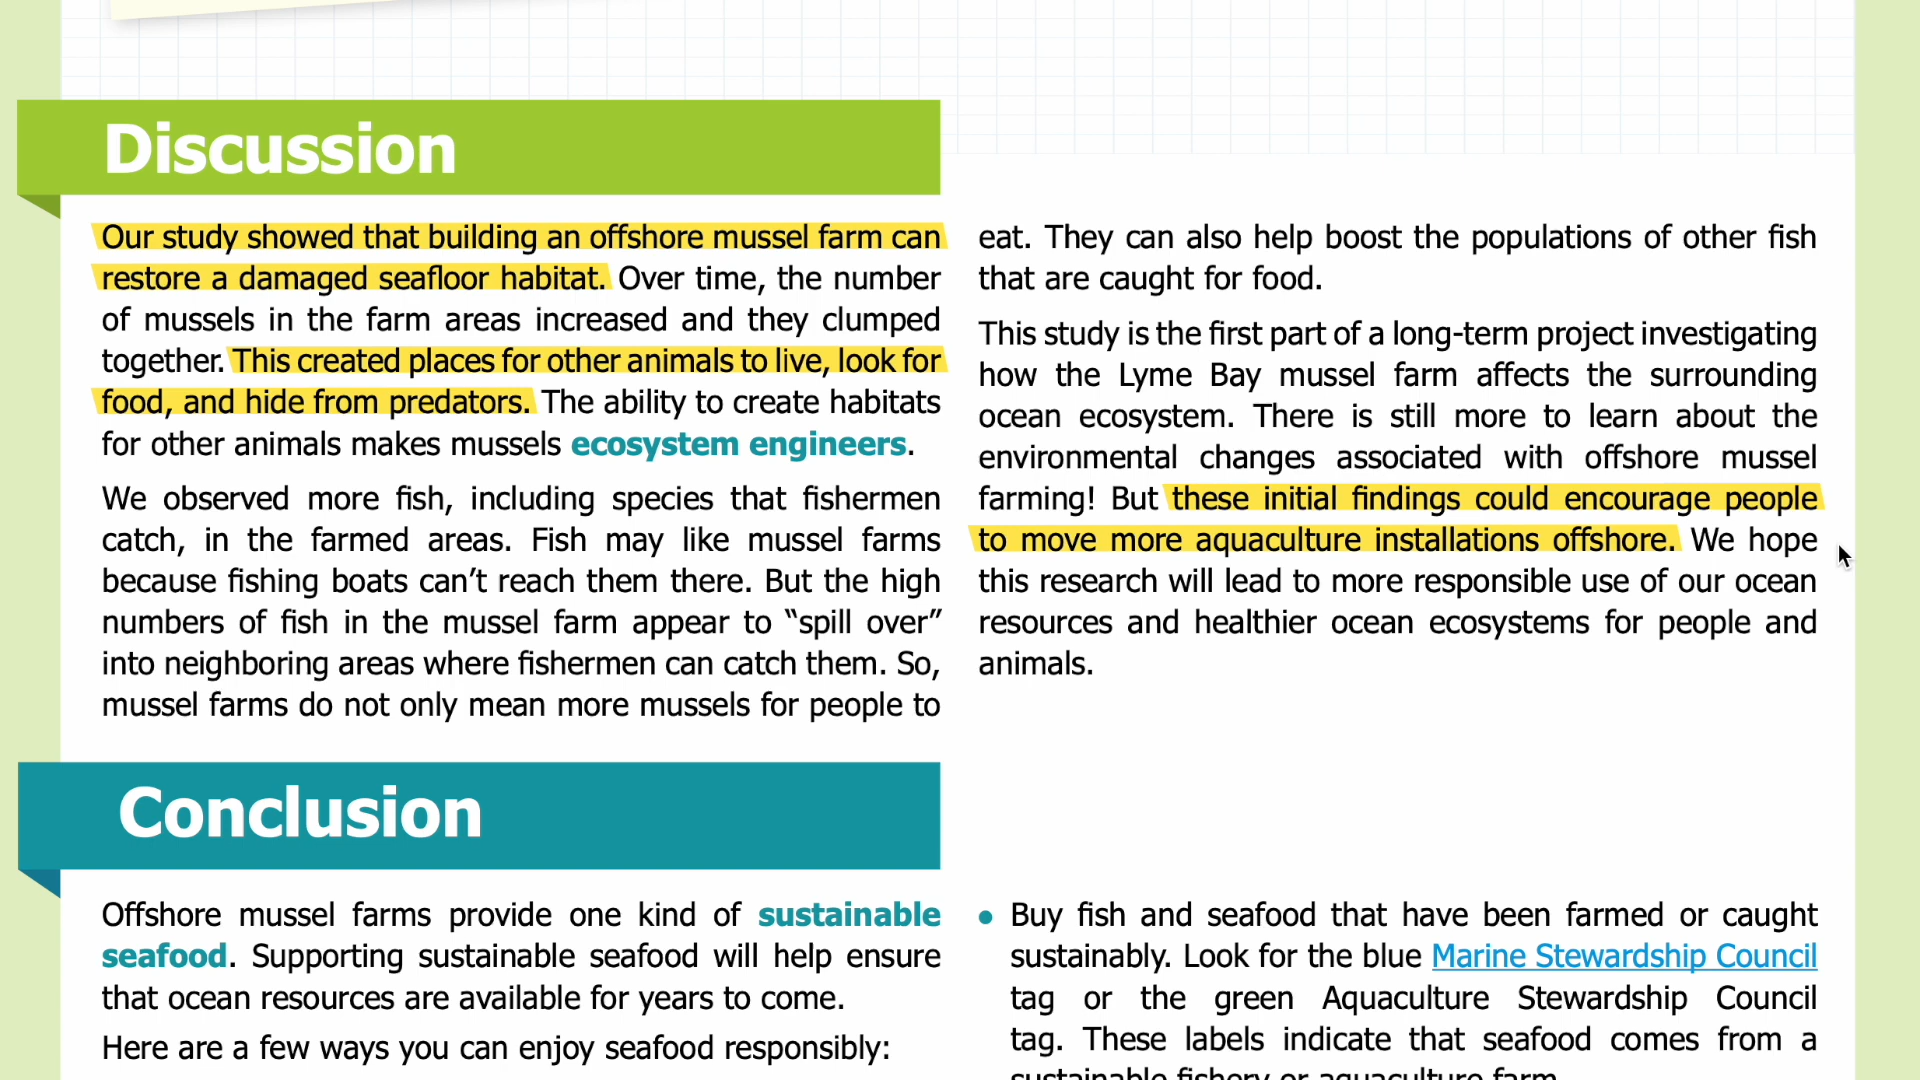 Discussion
Our study showed that building an offshore mussel farm can
restore a damaged seafloor habitat. Over time, the number
of mussels in the farm areas increased and they clumped
together. This created places for other animals to live, look for
food, and hide from predators. The ability to create habitats
for other animals makes mussels ecosystem engineers.
We observed more fish, including species that fishermen
catch, in the farmed areas. Fish may like mussel farms
because fishing boats can’t reach them there. But the high
numbers of fish in the mussel farm appear to “spill over”
into neighboring areas where fishermen can catch them. So,
mussel farms do not only mean more mussels for people to
eat. They can also help boost the populations of other fish
that are caught for food.
This study is the first part of a long-term project investigating
how the Lyme Bay mussel farm affects the surrounding
ocean ecosystem. There is still more to learn about the
environmental changes associated with offshore mussel
farming! But these initial findings could encourage people
to move more aquaculture installations offshore. We hope
this research will lead to more responsible use of our ocean
resources and healthier ocean ecosystems for people and
animals.
Conclusion
Offshore mussel farms provide one kind of sustainable
seafood. Supporting sustainable seafood will help ensure
that ocean resources are available for years to come.
Here are a few ways you can enjoy seafood responsibly:
• Buy fish and seafood that have been farmed or caught
sustainably. Look for the blue Marine Stewardship Council
tag or the green Aquaculture Stewardship Council
tag. These labels indicate that seafood comes from a
sustainable fishery or aquaculture farm.